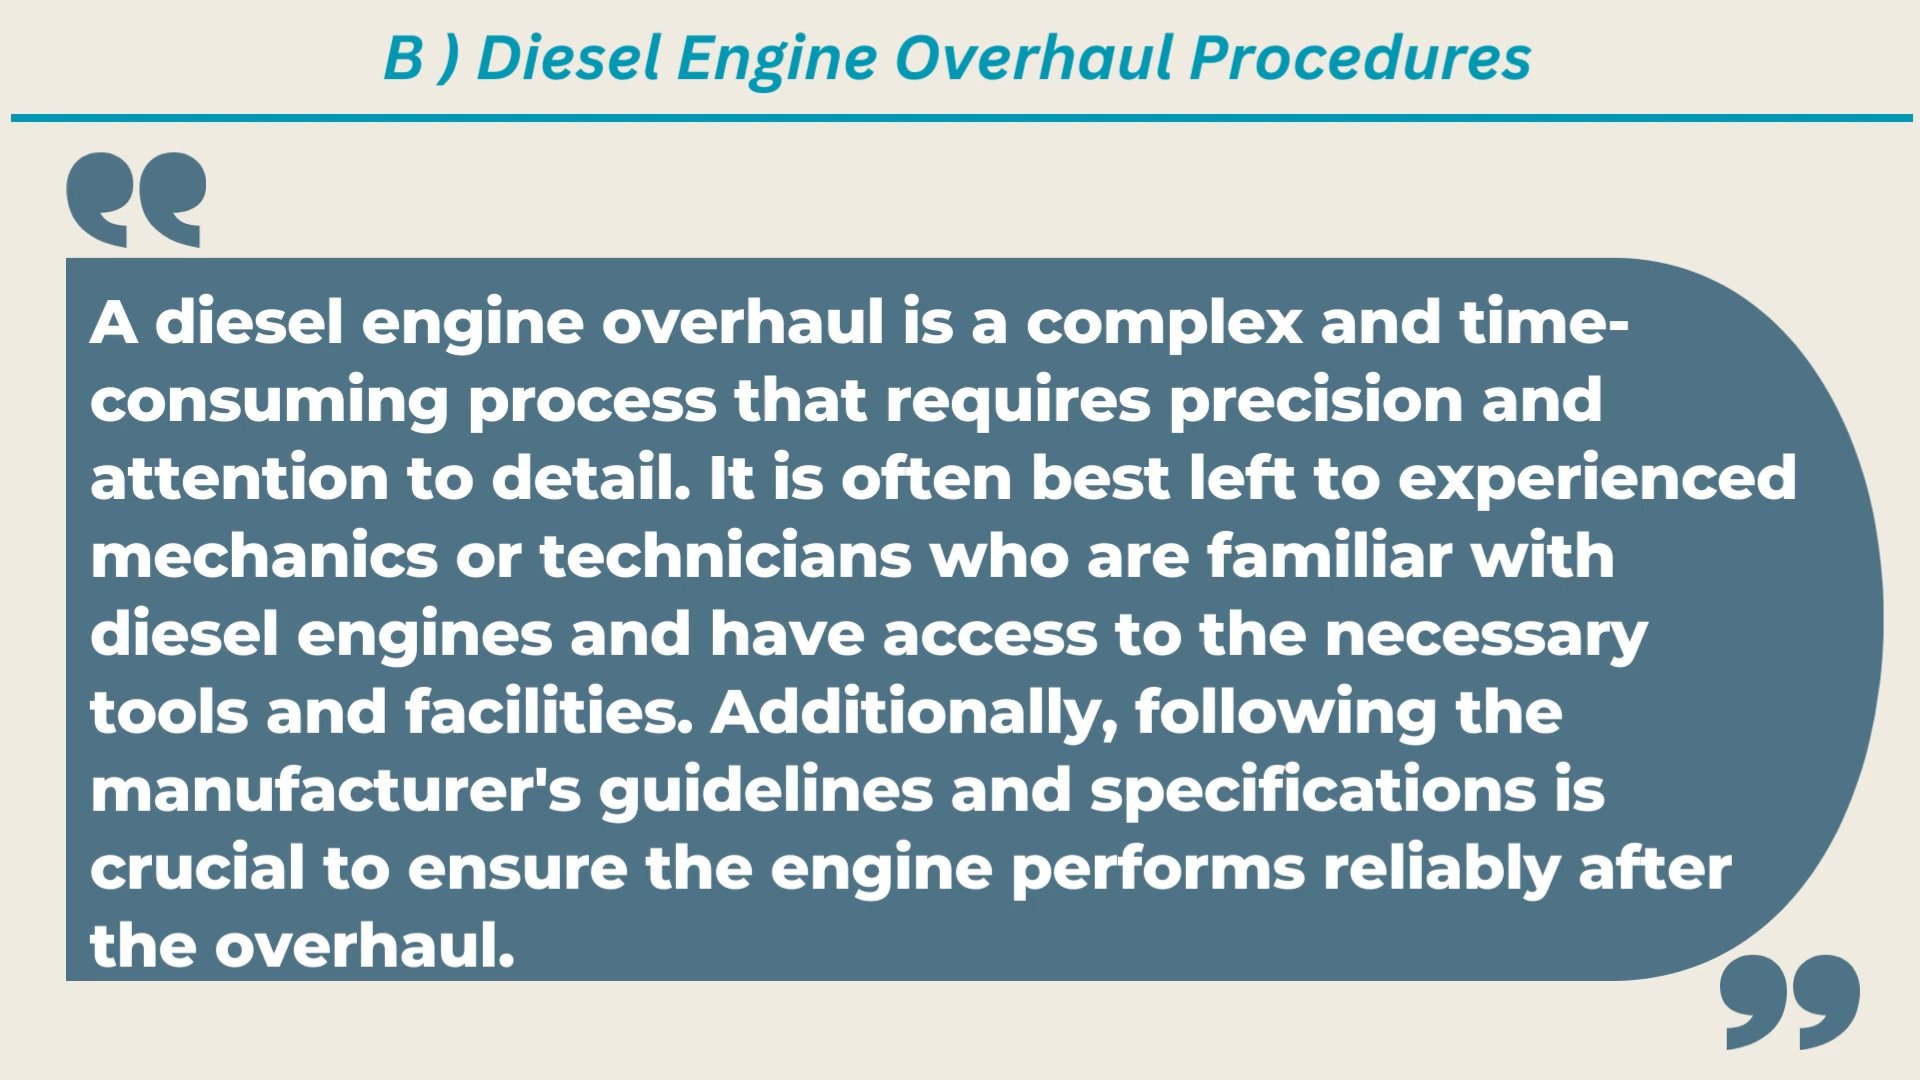 B ) Diesel Engine Overhaul Procedures
A diesel engine overhaul is a complex and time-
consuming process that requires precision and
attention to detail. It is often best left to experienced
mechanics or technicians who are familiar with
diesel engines and have access to the necessary
tools and facilities. Additionally, following the
manufacturer's guidelines and specifications is
crucial to ensure the engine performs reliably after
the overhaul.